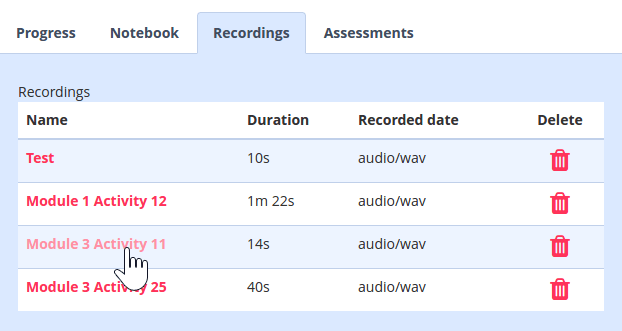 Progress Notebook Recordings Assessments
Recordings
Name Duration Recorded date Delete
Test 10s audio/wav
Module 1 Activity 12 1m 22s audio/wav
Module 3 Activity 11 14s audio/wav
Module 3 Activity 25 40s audio/wav